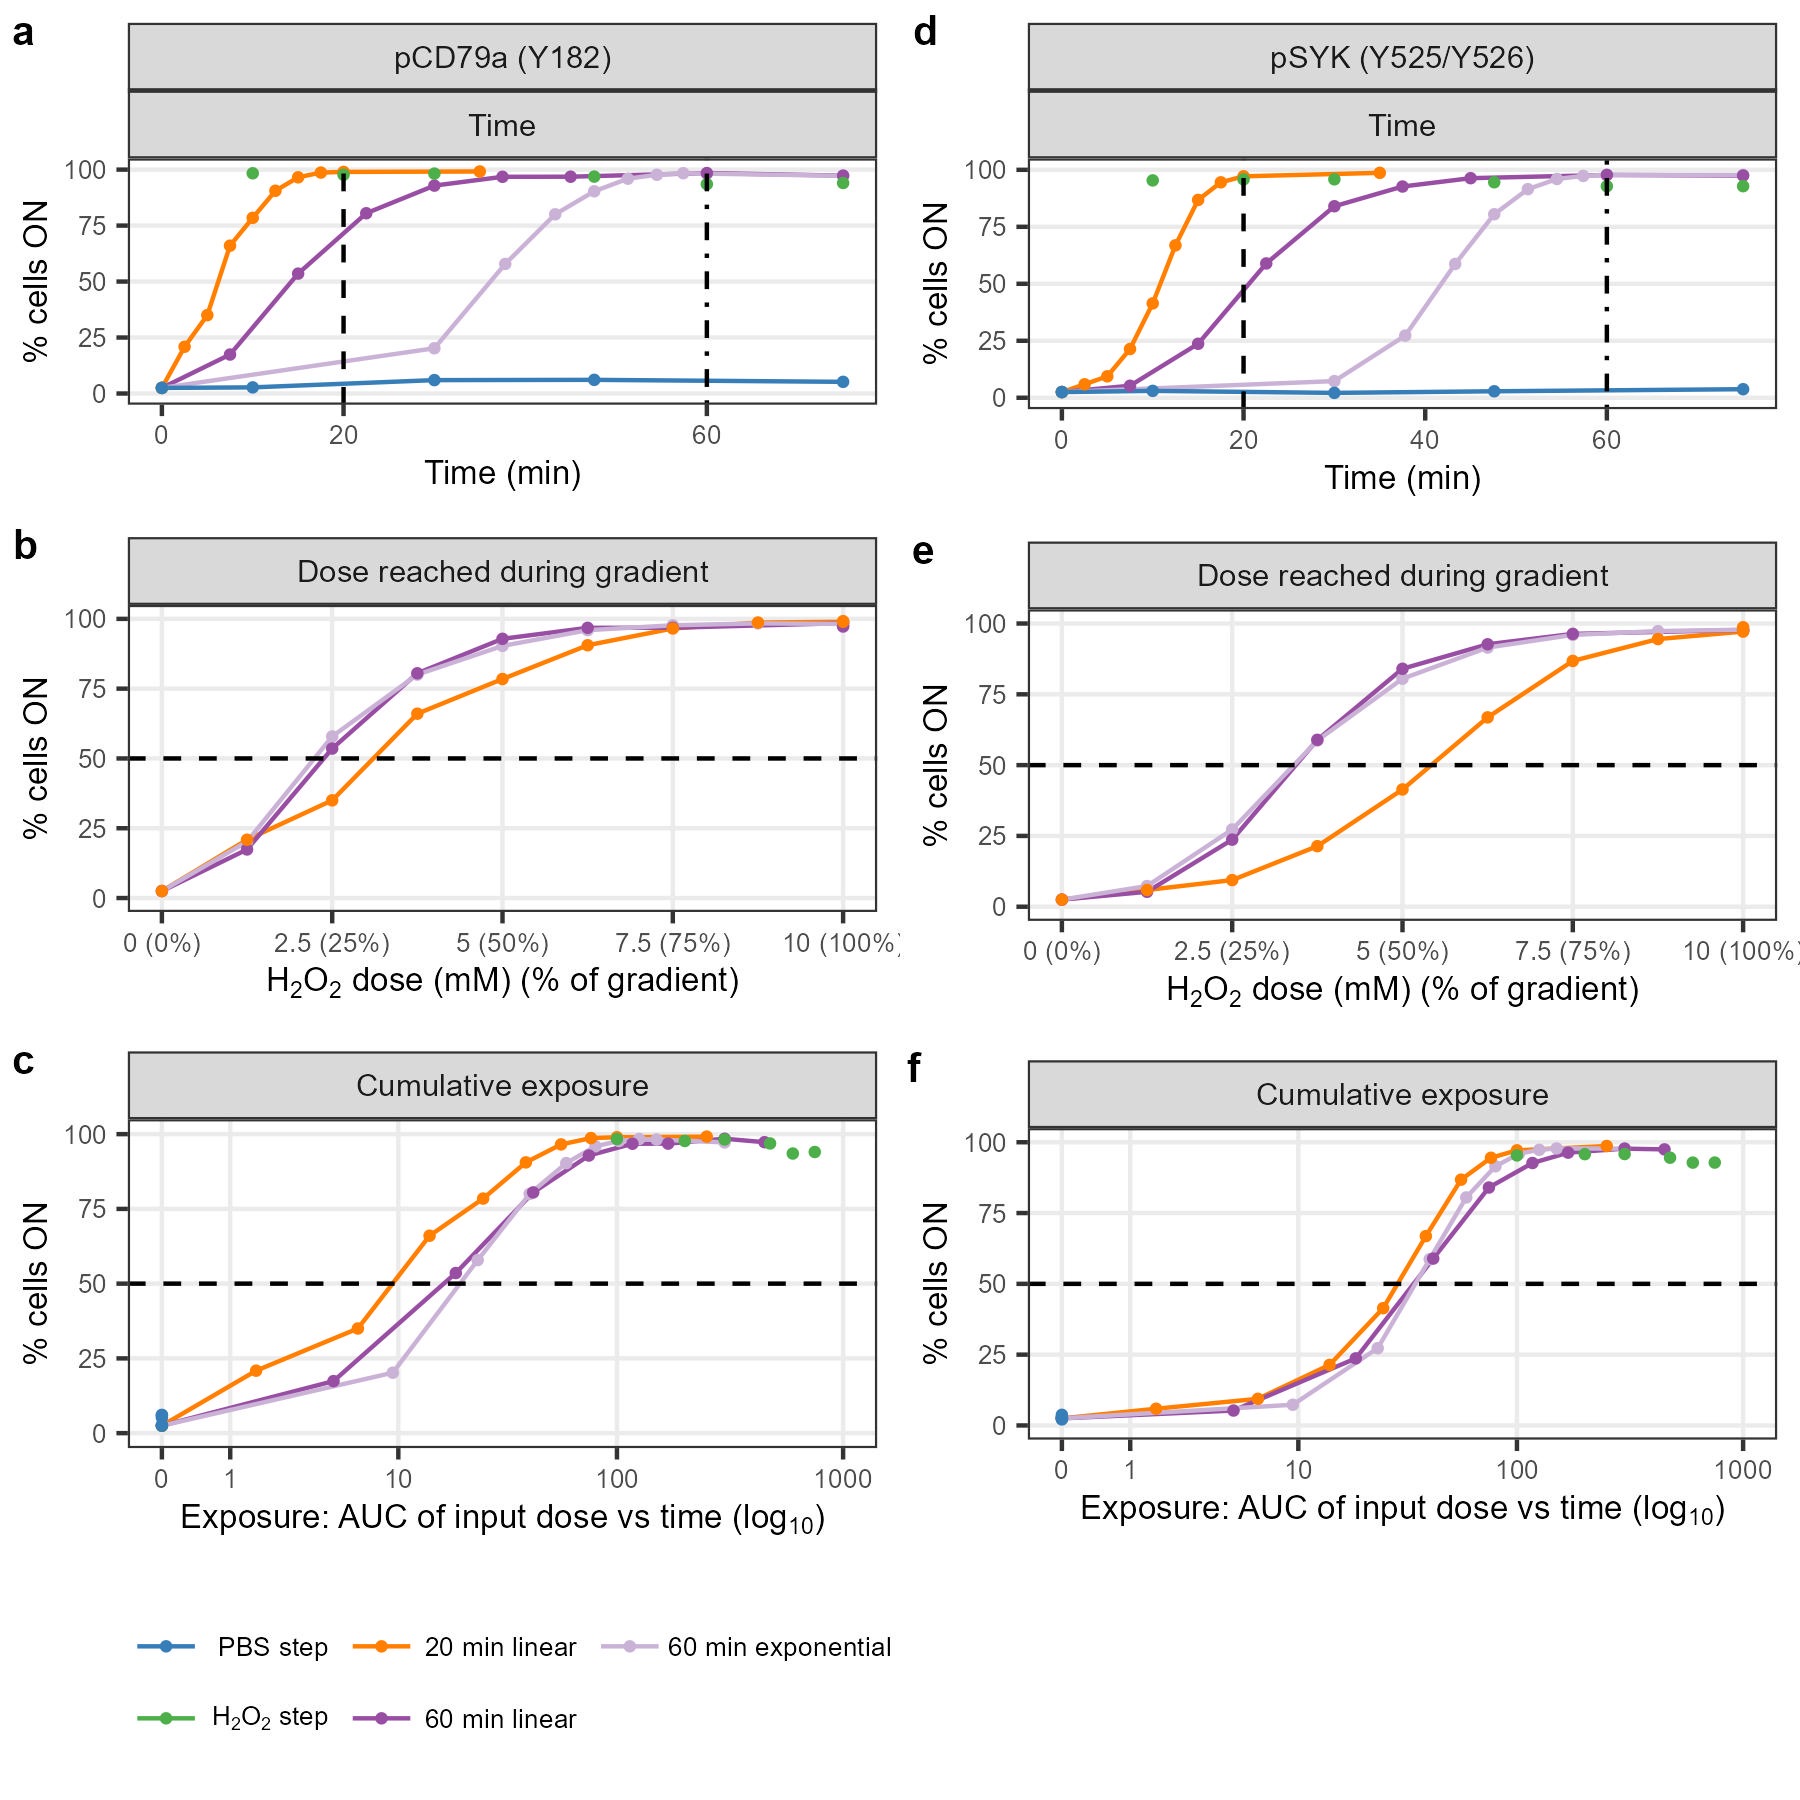 a
pCD79a (Y182)
Time
% cells ON
100
75
50
25
0
0 20 60
Time (min)
d
pSYK (Y525/Y526)
Time
% cells ON
100
75
50
25
0
0 20 40 60
Time (min)
b
Dose reached during gradient
% cells ON
100
75
50
25
0
0 (0%) 2.5 (25%) 5 (50%) 7.5 (75%) 10 (100%)
H₂O₂ dose (mM) (% of gradient)
e
Dose reached during gradient
% cells ON
100
75
50
25
0
0 (0%) 2.5 (25%) 5 (50%) 7.5 (75%) 10 (100%)
H₂O₂ dose (mM) (% of gradient)
c
Cumulative exposure
% cells ON
100
75
50
25
0
0 1 10 100 1000
Exposure: AUC of input dose vs time (log₁₀)
f
Cumulative exposure
% cells ON
100
75
50
25
0
0 1 10 100 1000
Exposure: AUC of input dose vs time (log₁₀)
PBS step 20 min linear 60 min exponential
H₂O₂ step 60 min linear